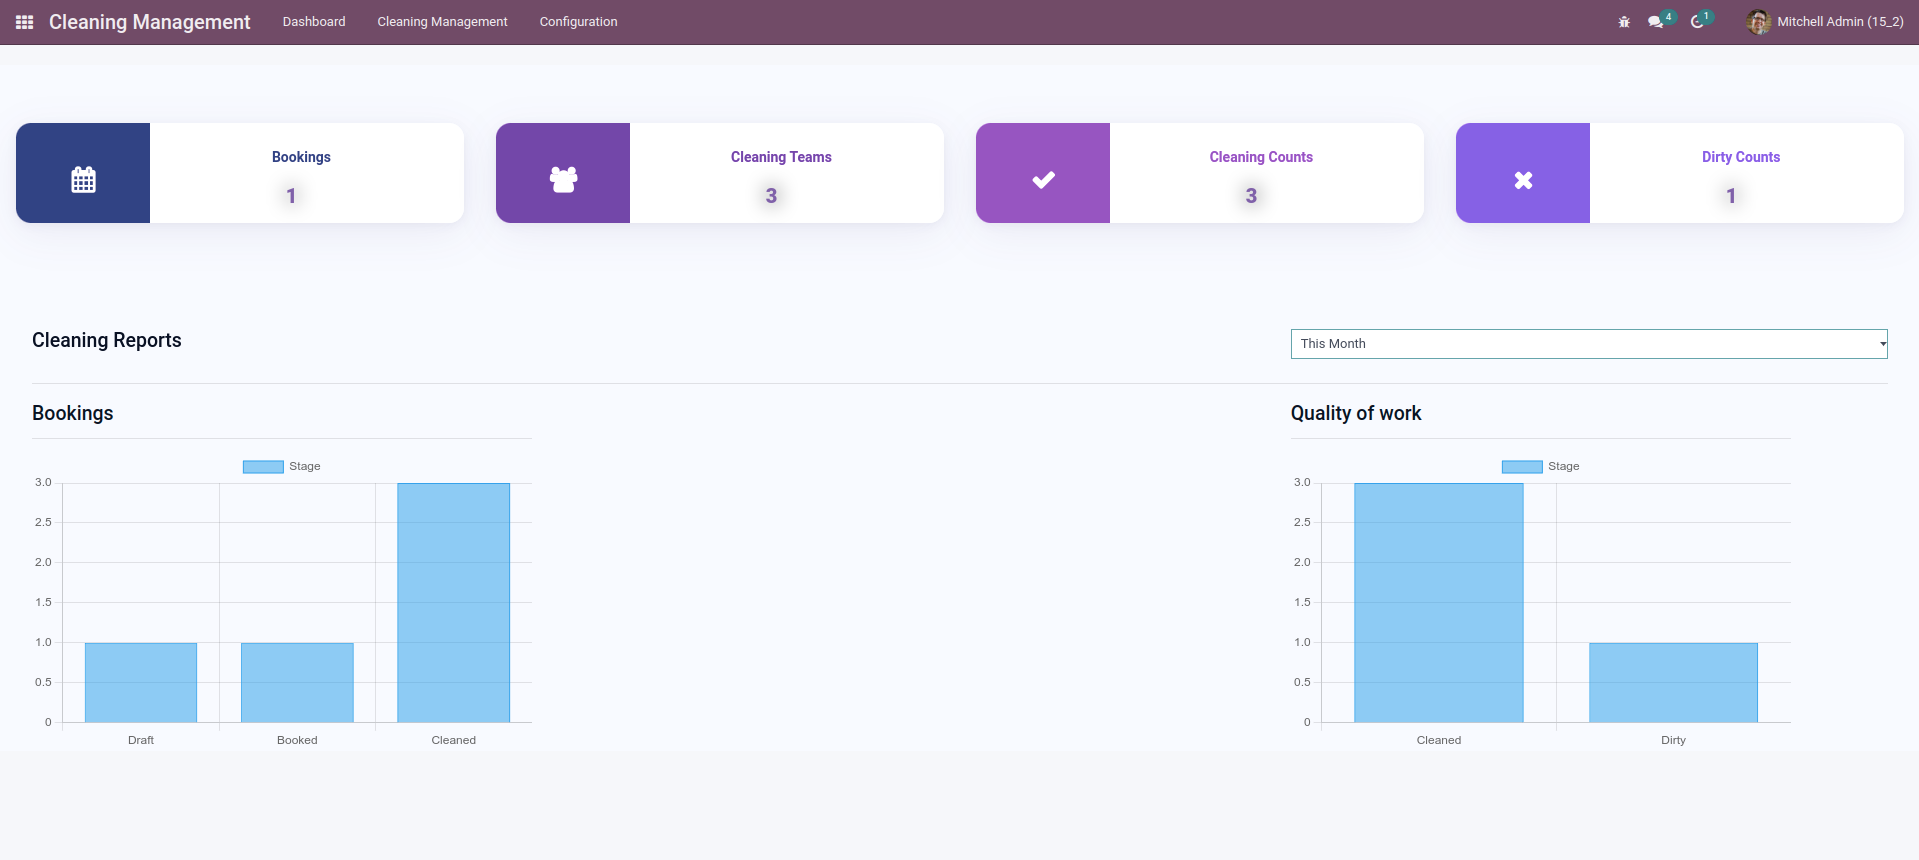 Cleaning Management Dashboard Cleaning Management Configuration 4 1 Mitchell Admin (15_2)
Bookings
1
Cleaning Teams
3
Cleaning Counts
3
Dirty Counts
1
Cleaning Reports
This Month
Bookings
Stage
3.0
2.5
2.0
1.5
1.0
0.5
0
Draft Booked Cleaned
Quality of work
Stage
3.0
2.5
2.0
1.5
1.0
0.5
0
Cleaned Dirty